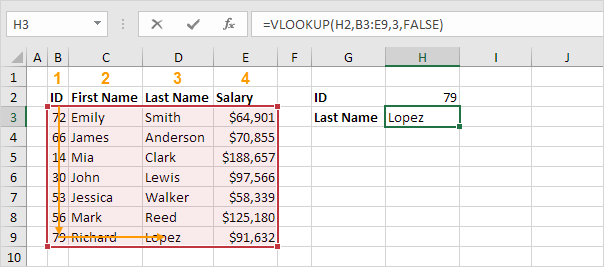 H3 fx =VLOOKUP(H2,B3:E9,3,FALSE)
A B C D E F G H I J
1 1 2 3 4
2 ID First Name Last Name Salary ID 79
3 72 Emily Smith $64,901 Last Name Lopez
4 66 James Anderson $70,855
5 14 Mia Clark $188,657
6 30 John Lewis $97,566
7 53 Jessica Walker $58,339
8 56 Mark Reed $125,180
9 79 Richard Lopez $91,632
10